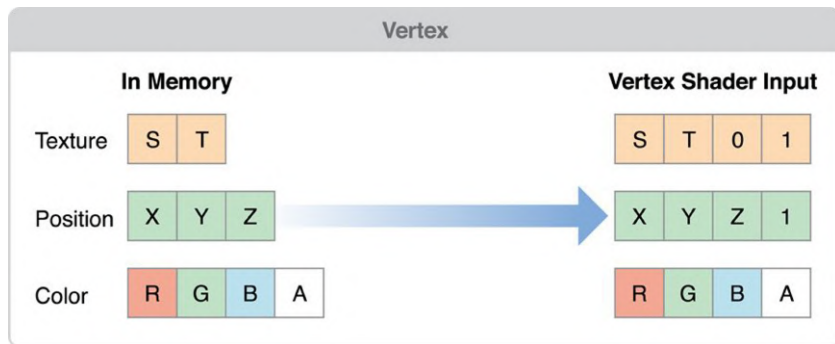 Vertex
In Memory Vertex Shader Input
Texture S T S T 0 1
Position X Y Z X Y Z 1
Color R G B A R G B A